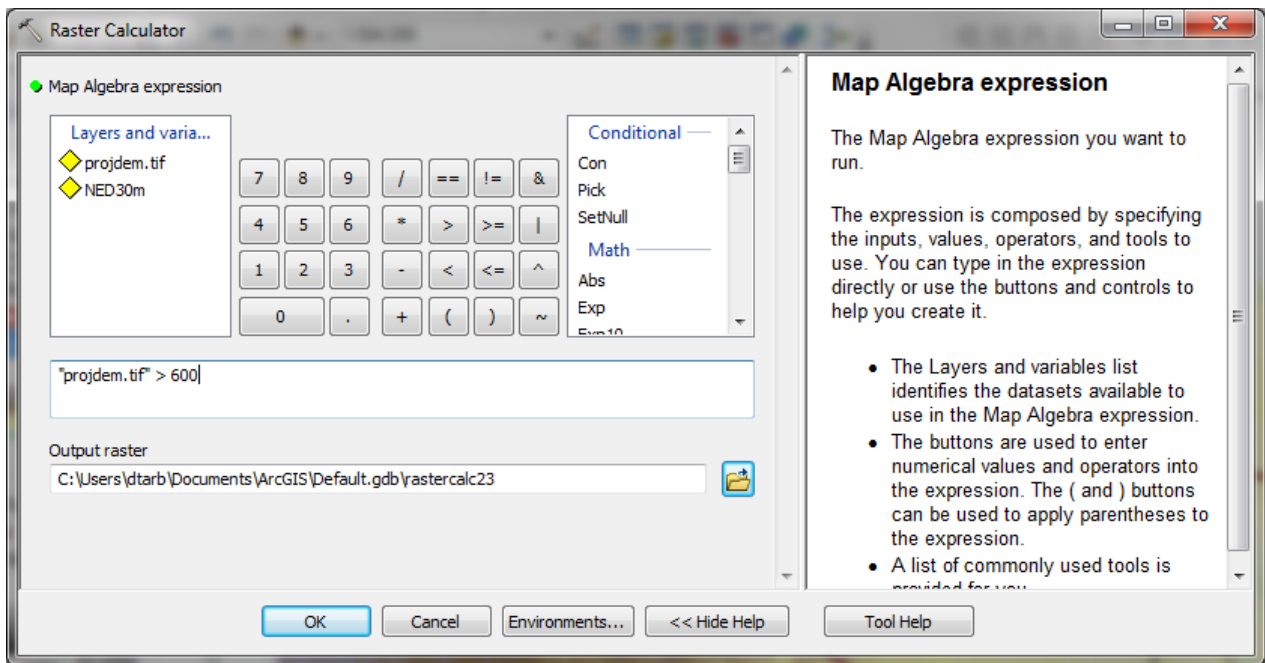 Raster Calculator
Map Algebra expression
Layers and varia...
projdem.tif
NED30m
7 8 9 / == != &
4 5 6 * > >= |
1 2 3 - < <= ^
0 . + ( ) ~
Conditional
Con
Pick
SetNull
Math
Abs
Exp
Exp10
"projdem.tif" > 600
Output raster
C:\Users\dtarb\Documents\ArcGIS\Default.gdb\rastercalc23
OK Cancel Environments... << Hide Help Tool Help
Map Algebra expression
The Map Algebra expression you want to
run.
The expression is composed by specifying
the inputs, values, operators, and tools to
use. You can type in the expression
directly or use the buttons and controls to
help you create it.
• The Layers and variables list
identifies the datasets available to
use in the Map Algebra expression.
• The buttons are used to enter
numerical values and operators into
the expression. The ( and ) buttons
can be used to apply parentheses to
the expression.
• A list of commonly used tools is
provided for you